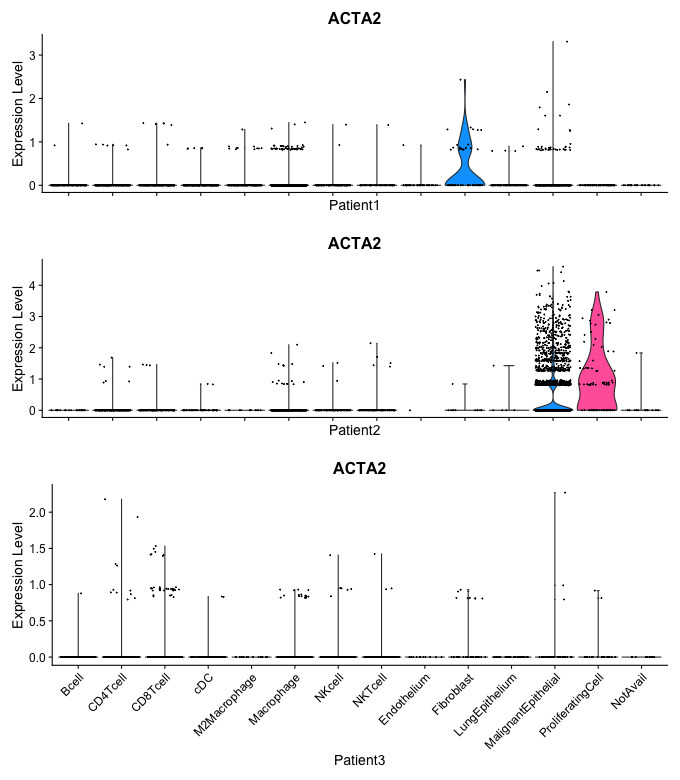 ACTA2
Expression Level
3
2
1
0
Patient1
ACTA2
Expression Level
4
3
2
1
0
Patient2
ACTA2
Expression Level
2.0
1.5
1.0
0.5
0.0
Bcell
CD4Tcell
CD8Tcell
cDC
M2Macrophage
Macrophage
NKcell
NKTcell
Endothelium
Fibroblast
LungEpithelium
MalignantEpithelial
ProliferatingCell
NotAvail
Patient3